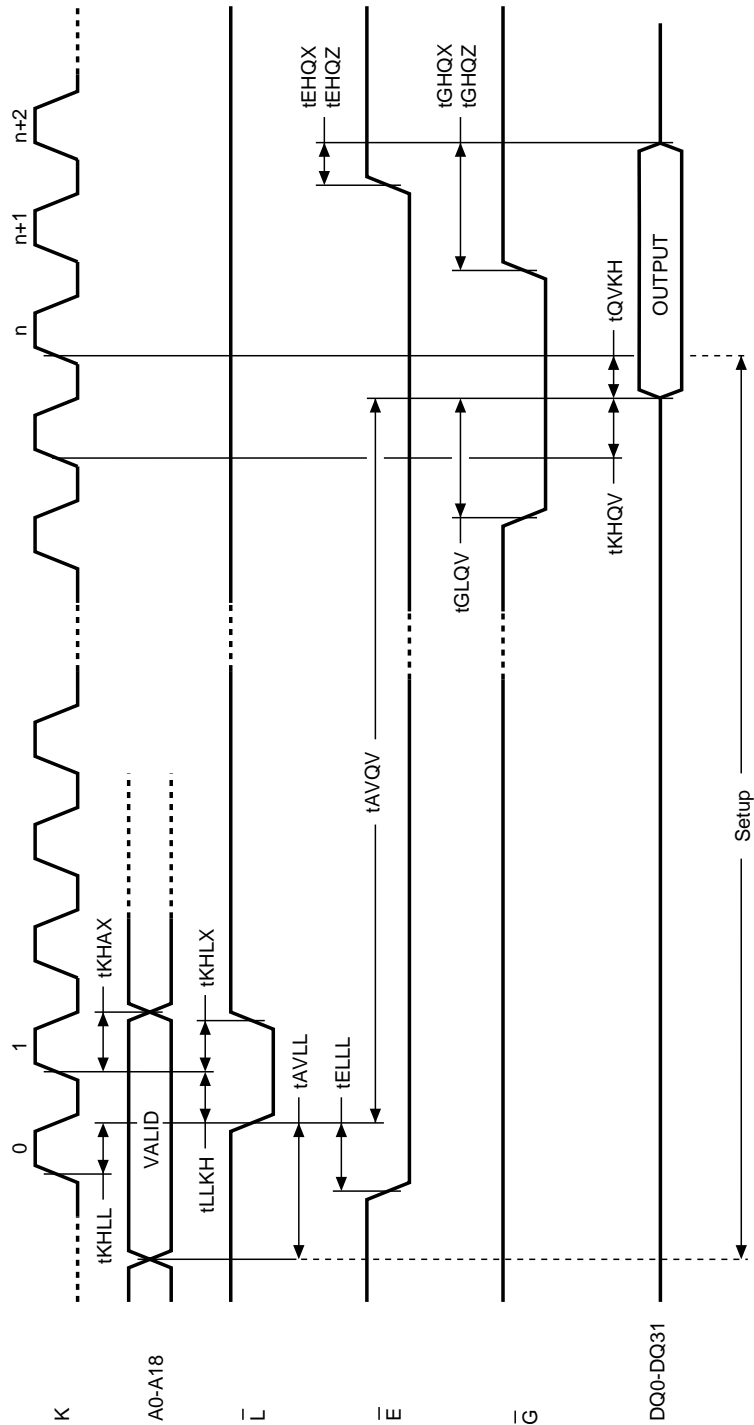 K
0
1
n
n+1
n+2
tKHLL
tKHAX
A0-A18
VALID
L
tLLKH
tKHLX
tAVLL
tELLL
E
tAVQV
tEHQX
tEHQZ
G
tGLQV
tGHQX
tGHQZ
tKHQV
tQVKH
DQ0-DQ31
OUTPUT
Setup